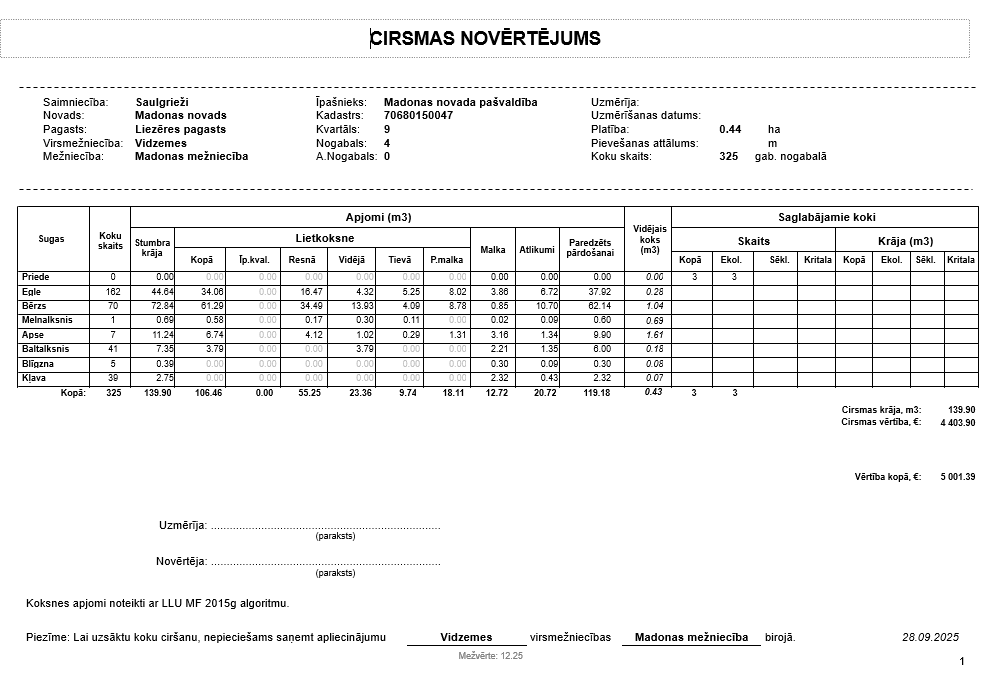 CIRSMAS NOVĒRTĒJUMS
Saimniecība: Saulgrieži Īpašnieks: Madonas novada pašvaldība Uzmērīja:
Novads: Madonas novads Kadastrs: 70680150047 Uzmērīšanas datums:
Pagasts: Liezēres pagasts Kvartāls: 9 Platība: 0.44 ha
Virsmežniecība: Vidzemes Nogabals: 4 Pievešanas attālums: m
Mežniecība: Madonas mežniecība A.Nogabals: 0 Koku skaits: 325 gab. nogabalā
Sugas Koku skaits Apjomi (m3) Vidējais koks (m3) Saglabājamie koki
Stumbra krāja Lietkoksne Malka Atlikumi Paredzēts pārdošanai Skaits Krāja (m3)
Kopā Īp.kval. Resnā Vidējā Tievā P.malka Kopā Ekol. Sēkl. Kritala Kopā Ekol. Sēkl. Kritala
Priede 0 0.00 0.00 0.00 0.00 0.00 0.00 0.00 0.00 0.00 0.00 0.00 3 3
Egle 162 44.64 34.06 0.00 16.47 4.32 5.25 8.02 3.86 6.72 37.92 0.28
Bērzs 70 72.84 61.29 0.00 34.49 13.93 4.09 8.78 0.85 10.70 62.14 1.04
Melnalksnis 1 0.69 0.58 0.00 0.17 0.30 0.11 0.00 0.02 0.09 0.60 0.69
Apse 7 11.24 6.74 0.00 4.12 1.02 0.29 1.31 3.16 1.34 9.90 1.61
Baltalksnis 41 7.35 3.79 0.00 0.00 3.79 0.00 0.00 2.21 1.35 6.00 0.18
Blīgzna 5 0.39 0.00 0.00 0.00 0.00 0.00 0.00 0.30 0.09 0.30 0.08
Kļava 39 2.75 0.00 0.00 0.00 0.00 0.00 0.00 2.32 0.43 2.32 0.07
Kopā: 325 139.90 106.46 0.00 55.25 23.36 9.74 18.11 12.72 20.72 119.18 0.43 3 3
Cirsmas krāja, m3: 139.90
Cirsmas vērtība, €: 4 403.90
Vērtība kopā, €: 5 001.39
Uzmērīja: ................................................................................
(paraksts)
Novērtēja: ................................................................................
(paraksts)
Koksnes apjomi noteikti ar LLU MF 2015g algoritmu.
Piezīme: Lai uzsāktu koku ciršanu, nepieciešams saņemt apliecinājumu Vidzemes virsmežniecības Madonas mežniecība birojā. 28.09.2025
Mežvērte: 12.25
1